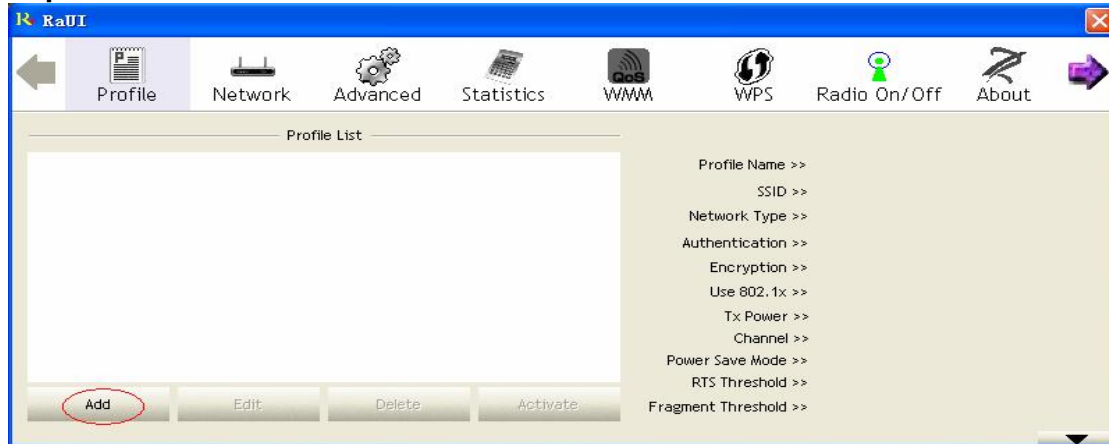 RaUI
Profile
Network
Advanced
Statistics
QoS
WMM
WPS
Radio On/Off
About
Profile List
Profile Name >>
SSID >>
Network Type >>
Authentication >>
Encryption >>
Use 802.1x >>
Tx Power >>
Channel >>
Power Save Mode >>
RTS Threshold >>
Fragment Threshold >>
Add
Edit
Delete
Activate